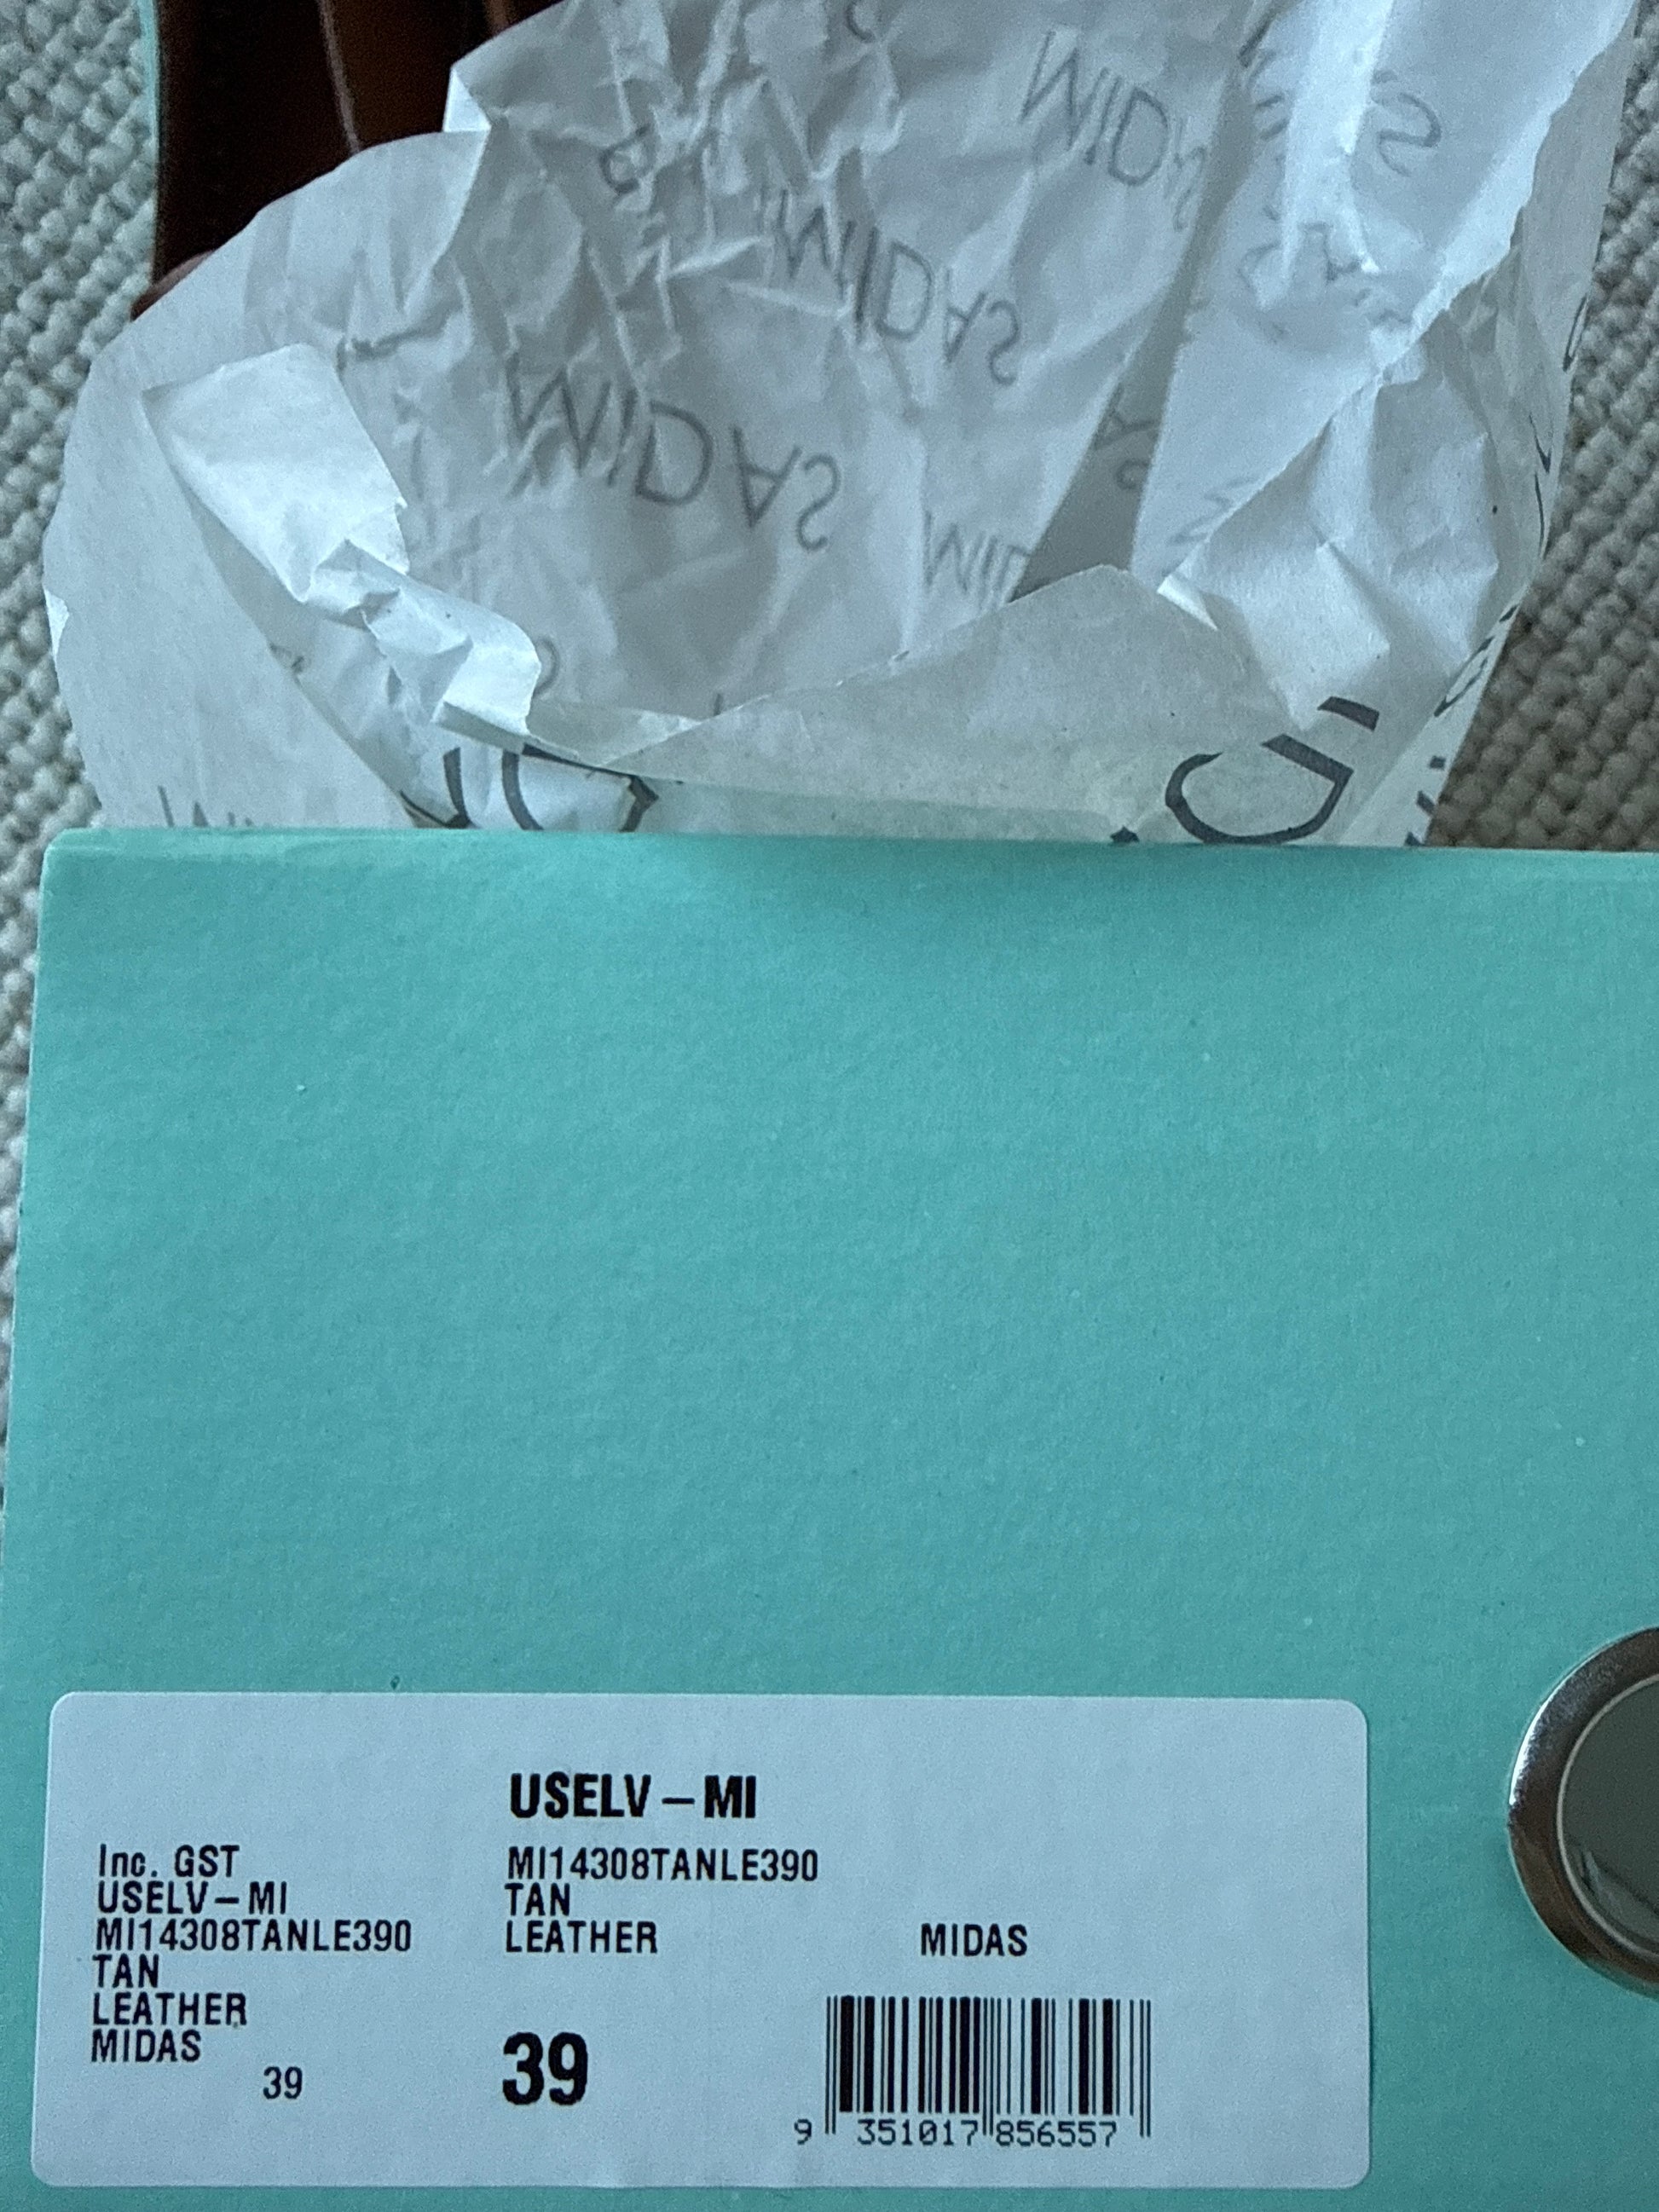 MIDAS
MIDAS
MIDAS
MID
USELV-MI
Inc. GST
USELV-MI
MI14308TANLE390
TAN
LEATHER
MIDAS
39
MI14308TANLE390
TAN
LEATHER
39
MIDAS
9 351017 856557